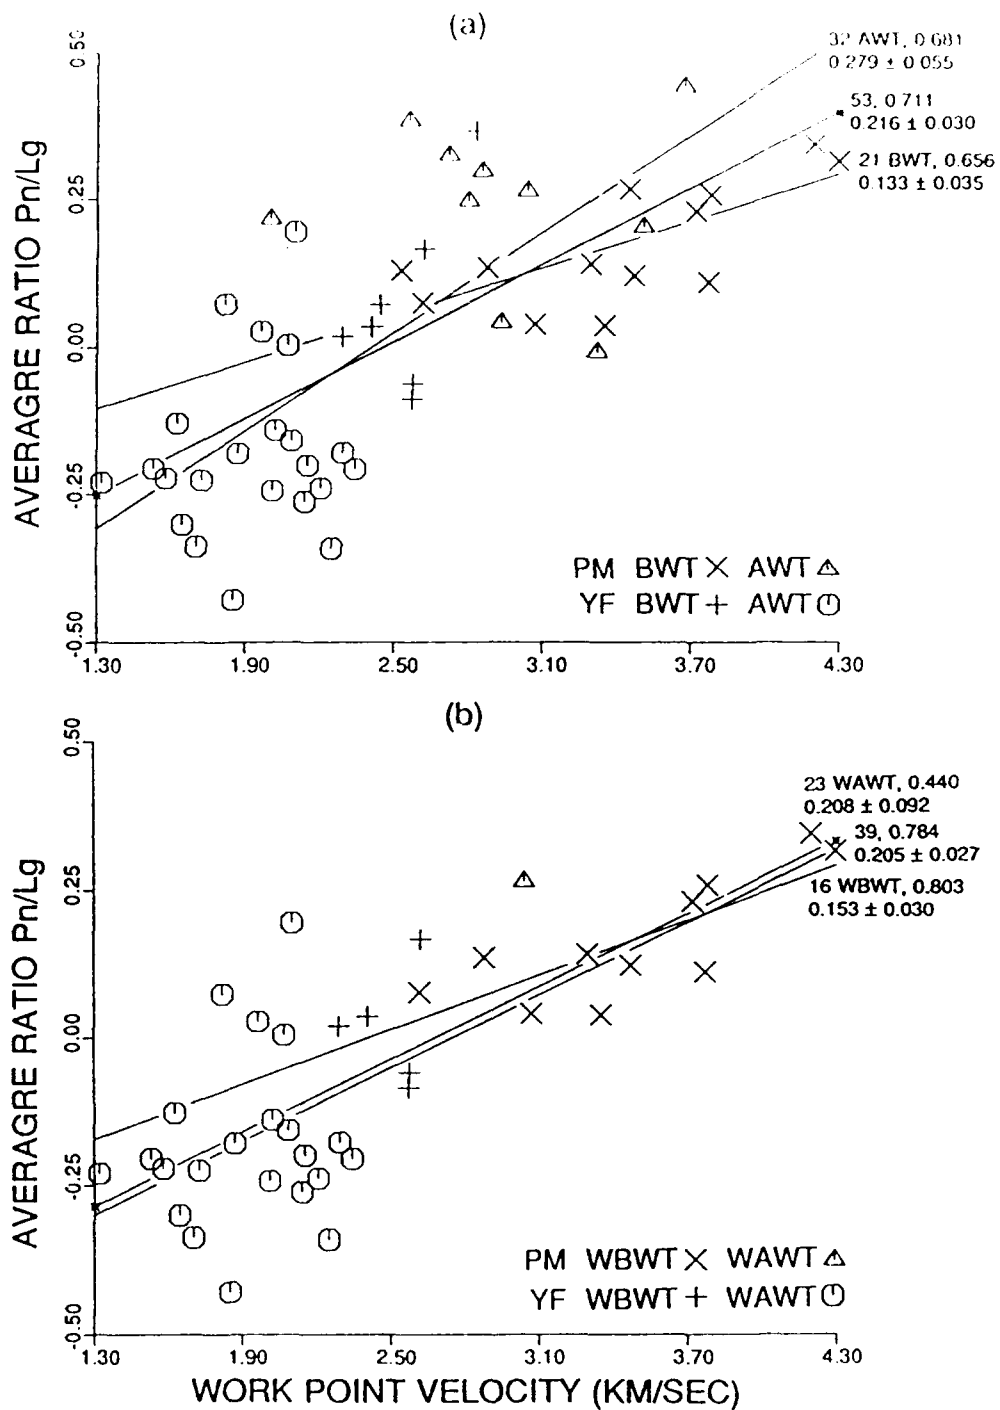 (a)
AVERAGRE RATIO Pn/Lg
0.50
0.25
0.00
-0.25
-0.50
32 AWT, 0.681
0.279 ± 0.055
53, 0.711
0.216 ± 0.030
21 BWT, 0.656
0.133 ± 0.035
PM BWT AWT
YF BWT AWT
1.30 1.90 2.50 3.10 3.70 4.30
(b)
AVERAGRE RATIO Pn/Lg
0.50
0.25
0.00
-0.25
-0.50
23 WAWT, 0.440
0.208 ± 0.092
39, 0.784
0.205 ± 0.027
16 WBWT, 0.803
0.153 ± 0.030
PM WBWT WAWT
YF WBWT WAWT
1.30 1.90 2.50 3.10 3.70 4.30
WORK POINT VELOCITY (KM/SEC)